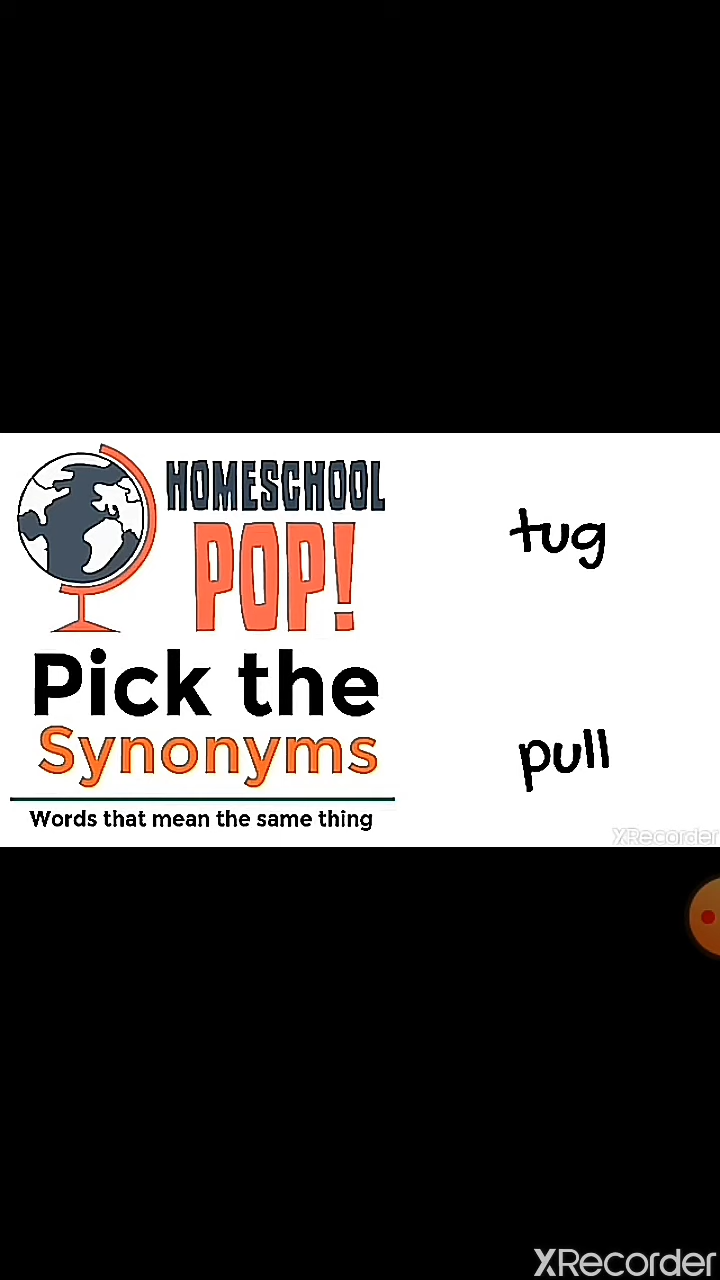 HOMESCHOOL
POP!
Pick the
Synonyms
Words that mean the same thing
tug
pull
XRecorder
XRecorder